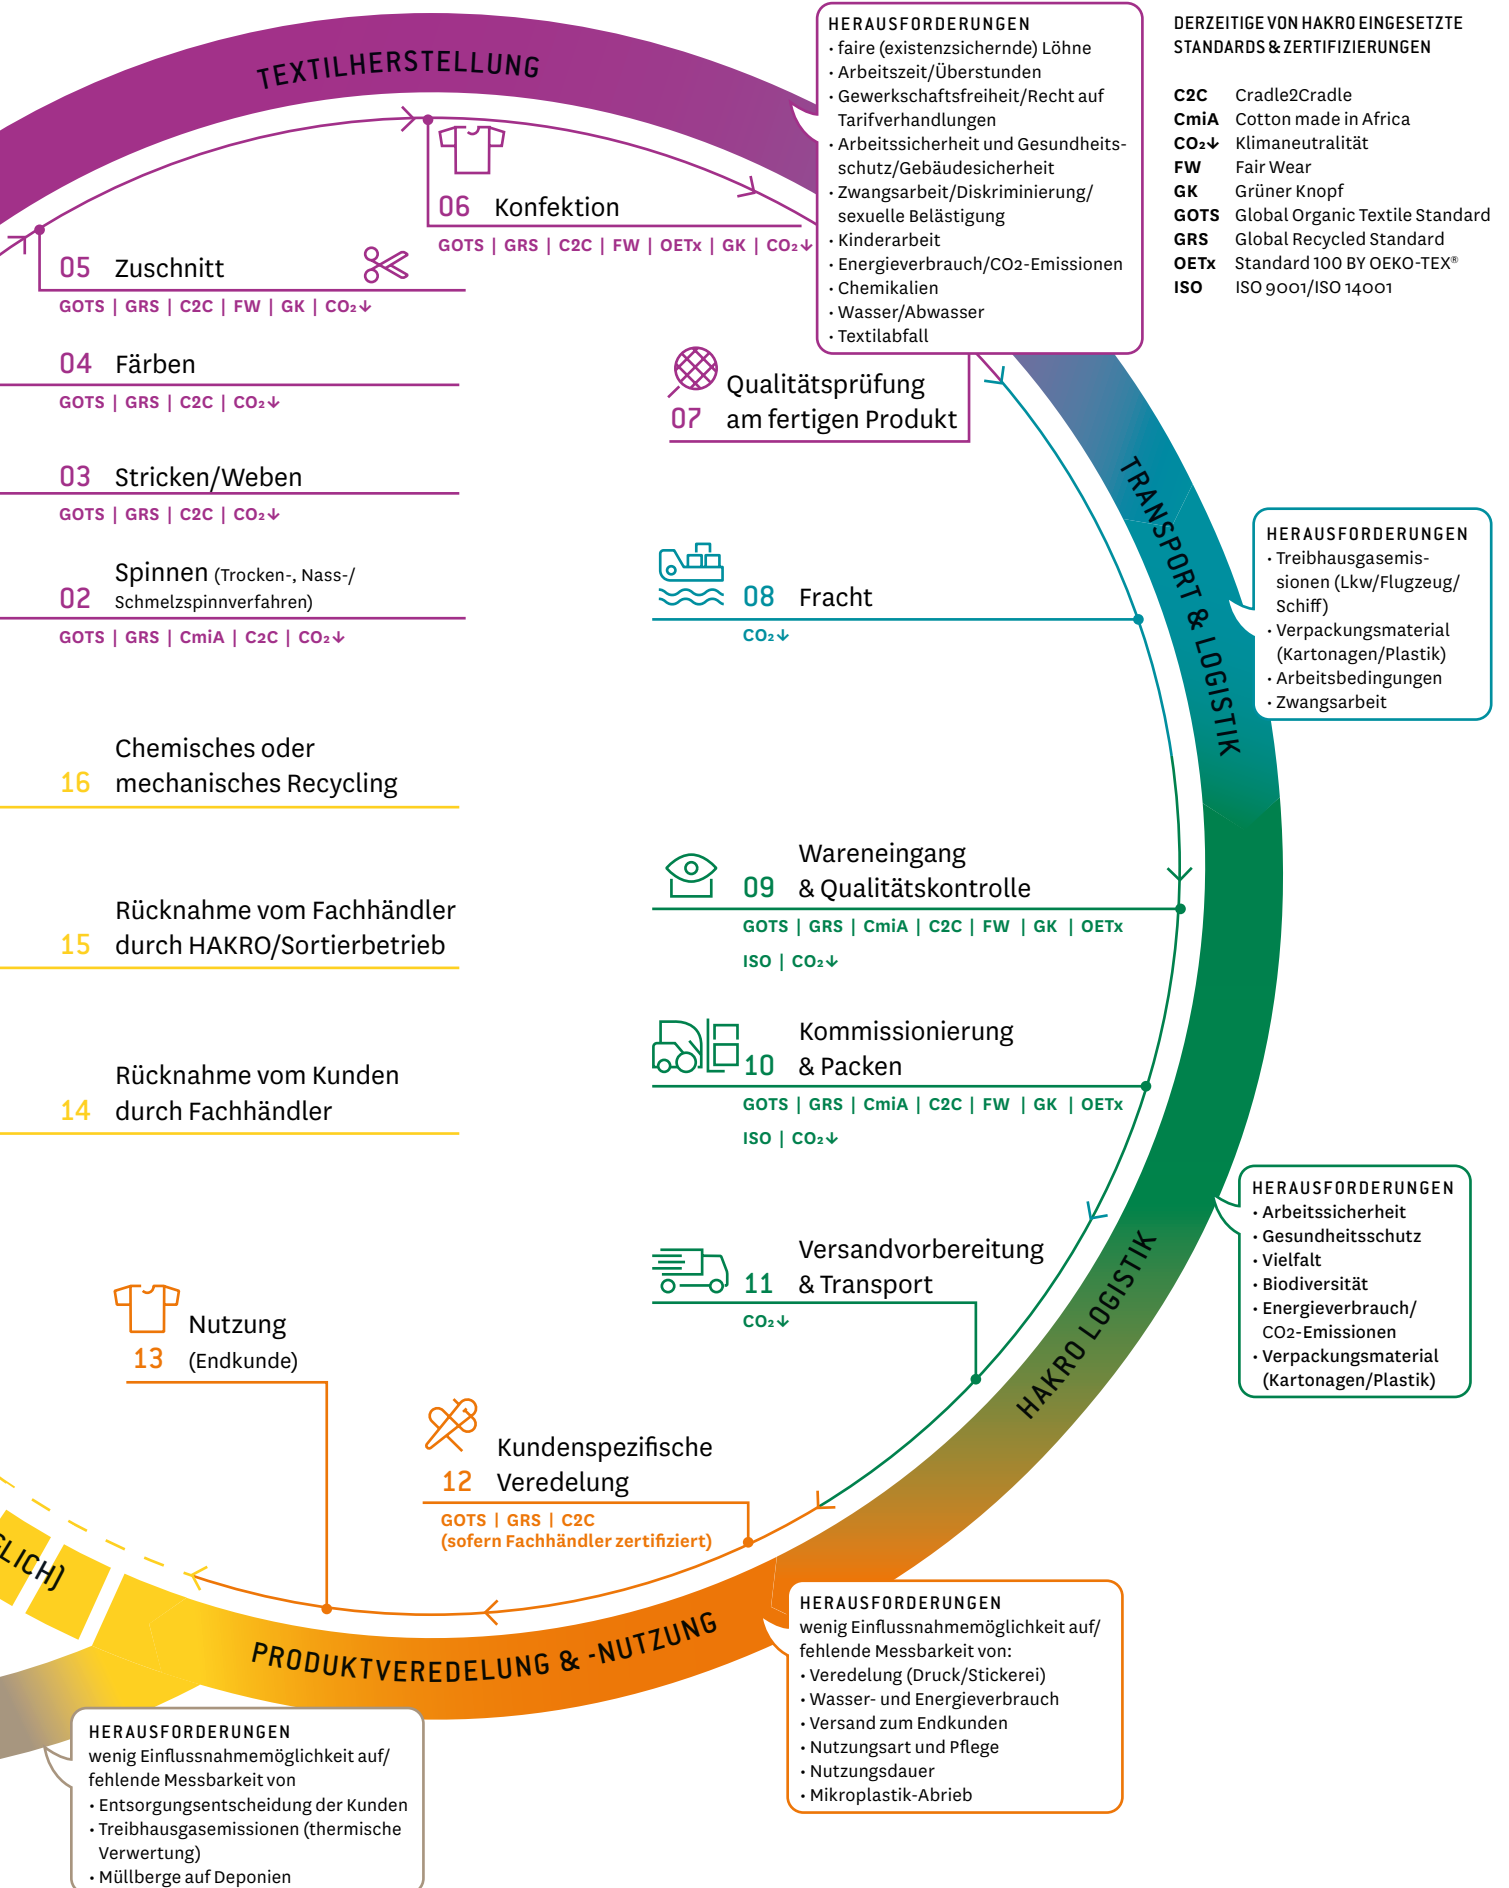 TEXTILHERSTELLUNG
HERAUSFORDERUNGEN
· faire (existenzsichernde) Löhne
· Arbeitszeit/Überstunden
· Gewerkschaftsfreiheit/Recht auf
Tarifverhandlungen
· Arbeitssicherheit und Gesundheits-
schutz/Gebäudesicherheit
· Zwangsarbeit/Diskriminierung/
sexuelle Belästigung
· Kinderarbeit
· Energieverbrauch/CO2-Emissionen
· Chemikalien
· Wasser/Abwasser
· Textilabfall
DERZEITIGE VON HAKRO EINGESETZTE
STANDARDS & ZERTIFIZIERUNGEN
C2C Cradle2Cradle
CmiA Cotton made in Africa
CO₂↓ Klimaneutralität
FW Fair Wear
GK Grüner Knopf
GOTS Global Organic Textile Standard
GRS Global Recycled Standard
OETx Standard 100 BY OEKO-TEX®
ISO ISO 9001/ISO 14001
06 Konfektion
GOTS | GRS | C2C | FW | OETx | GK | CO₂↓
05 Zuschnitt
GOTS | GRS | C2C | FW | GK | CO₂↓
04 Färben
GOTS | GRS | C2C | CO₂↓
03 Stricken/Weben
GOTS | GRS | C2C | CO₂↓
Spinnen (Trocken-, Nass-/
02 Schmelzspinnverfahren)
GOTS | GRS | CmiA | C2C | CO₂↓
Qualitätsprüfung
07 am fertigen Produkt
TRANSPORT & LOGISTIK
HERAUSFORDERUNGEN
· Treibhausgasemis-
sionen (Lkw/Flugzeug/
Schiff)
· Verpackungsmaterial
(Kartonagen/Plastik)
· Arbeitsbedingungen
· Zwangsarbeit
08 Fracht
CO₂↓
Chemisches oder
16 mechanisches Recycling
Rücknahme vom Fachhändler
15 durch HAKRO/Sortierbetrieb
Rücknahme vom Kunden
14 durch Fachhändler
Wareneingang
09 & Qualitätskontrolle
GOTS | GRS | CmiA | C2C | FW | GK | OETx
ISO | CO₂↓
Kommissionierung
10 & Packen
GOTS | GRS | CmiA | C2C | FW | GK | OETx
ISO | CO₂↓
Versandvorbereitung
11 & Transport
CO₂↓
HAKRO LOGISTIK
HERAUSFORDERUNGEN
· Arbeitssicherheit
· Gesundheitsschutz
· Vielfalt
· Biodiversität
· Energieverbrauch/
CO2-Emissionen
· Verpackungsmaterial
(Kartonagen/Plastik)
Nutzung
13 (Endkunde)
Kundenspezifische
12 Veredelung
GOTS | GRS | C2C
(sofern Fachhändler zertifiziert)
LICH)
PRODUKTVEREDELUNG & -NUTZUNG
HERAUSFORDERUNGEN
wenig Einflussnahmemöglichkeit auf/
fehlende Messbarkeit von:
· Veredelung (Druck/Stickerei)
· Wasser- und Energieverbrauch
· Versand zum Endkunden
· Nutzungsart und Pflege
· Nutzungsdauer
· Mikroplastik-Abrieb
HERAUSFORDERUNGEN
wenig Einflussnahmemöglichkeit auf/
fehlende Messbarkeit von
· Entsorgungsentscheidung der Kunden
· Treibhausgasemissionen (thermische
Verwertung)
· Müllberge auf Deponien